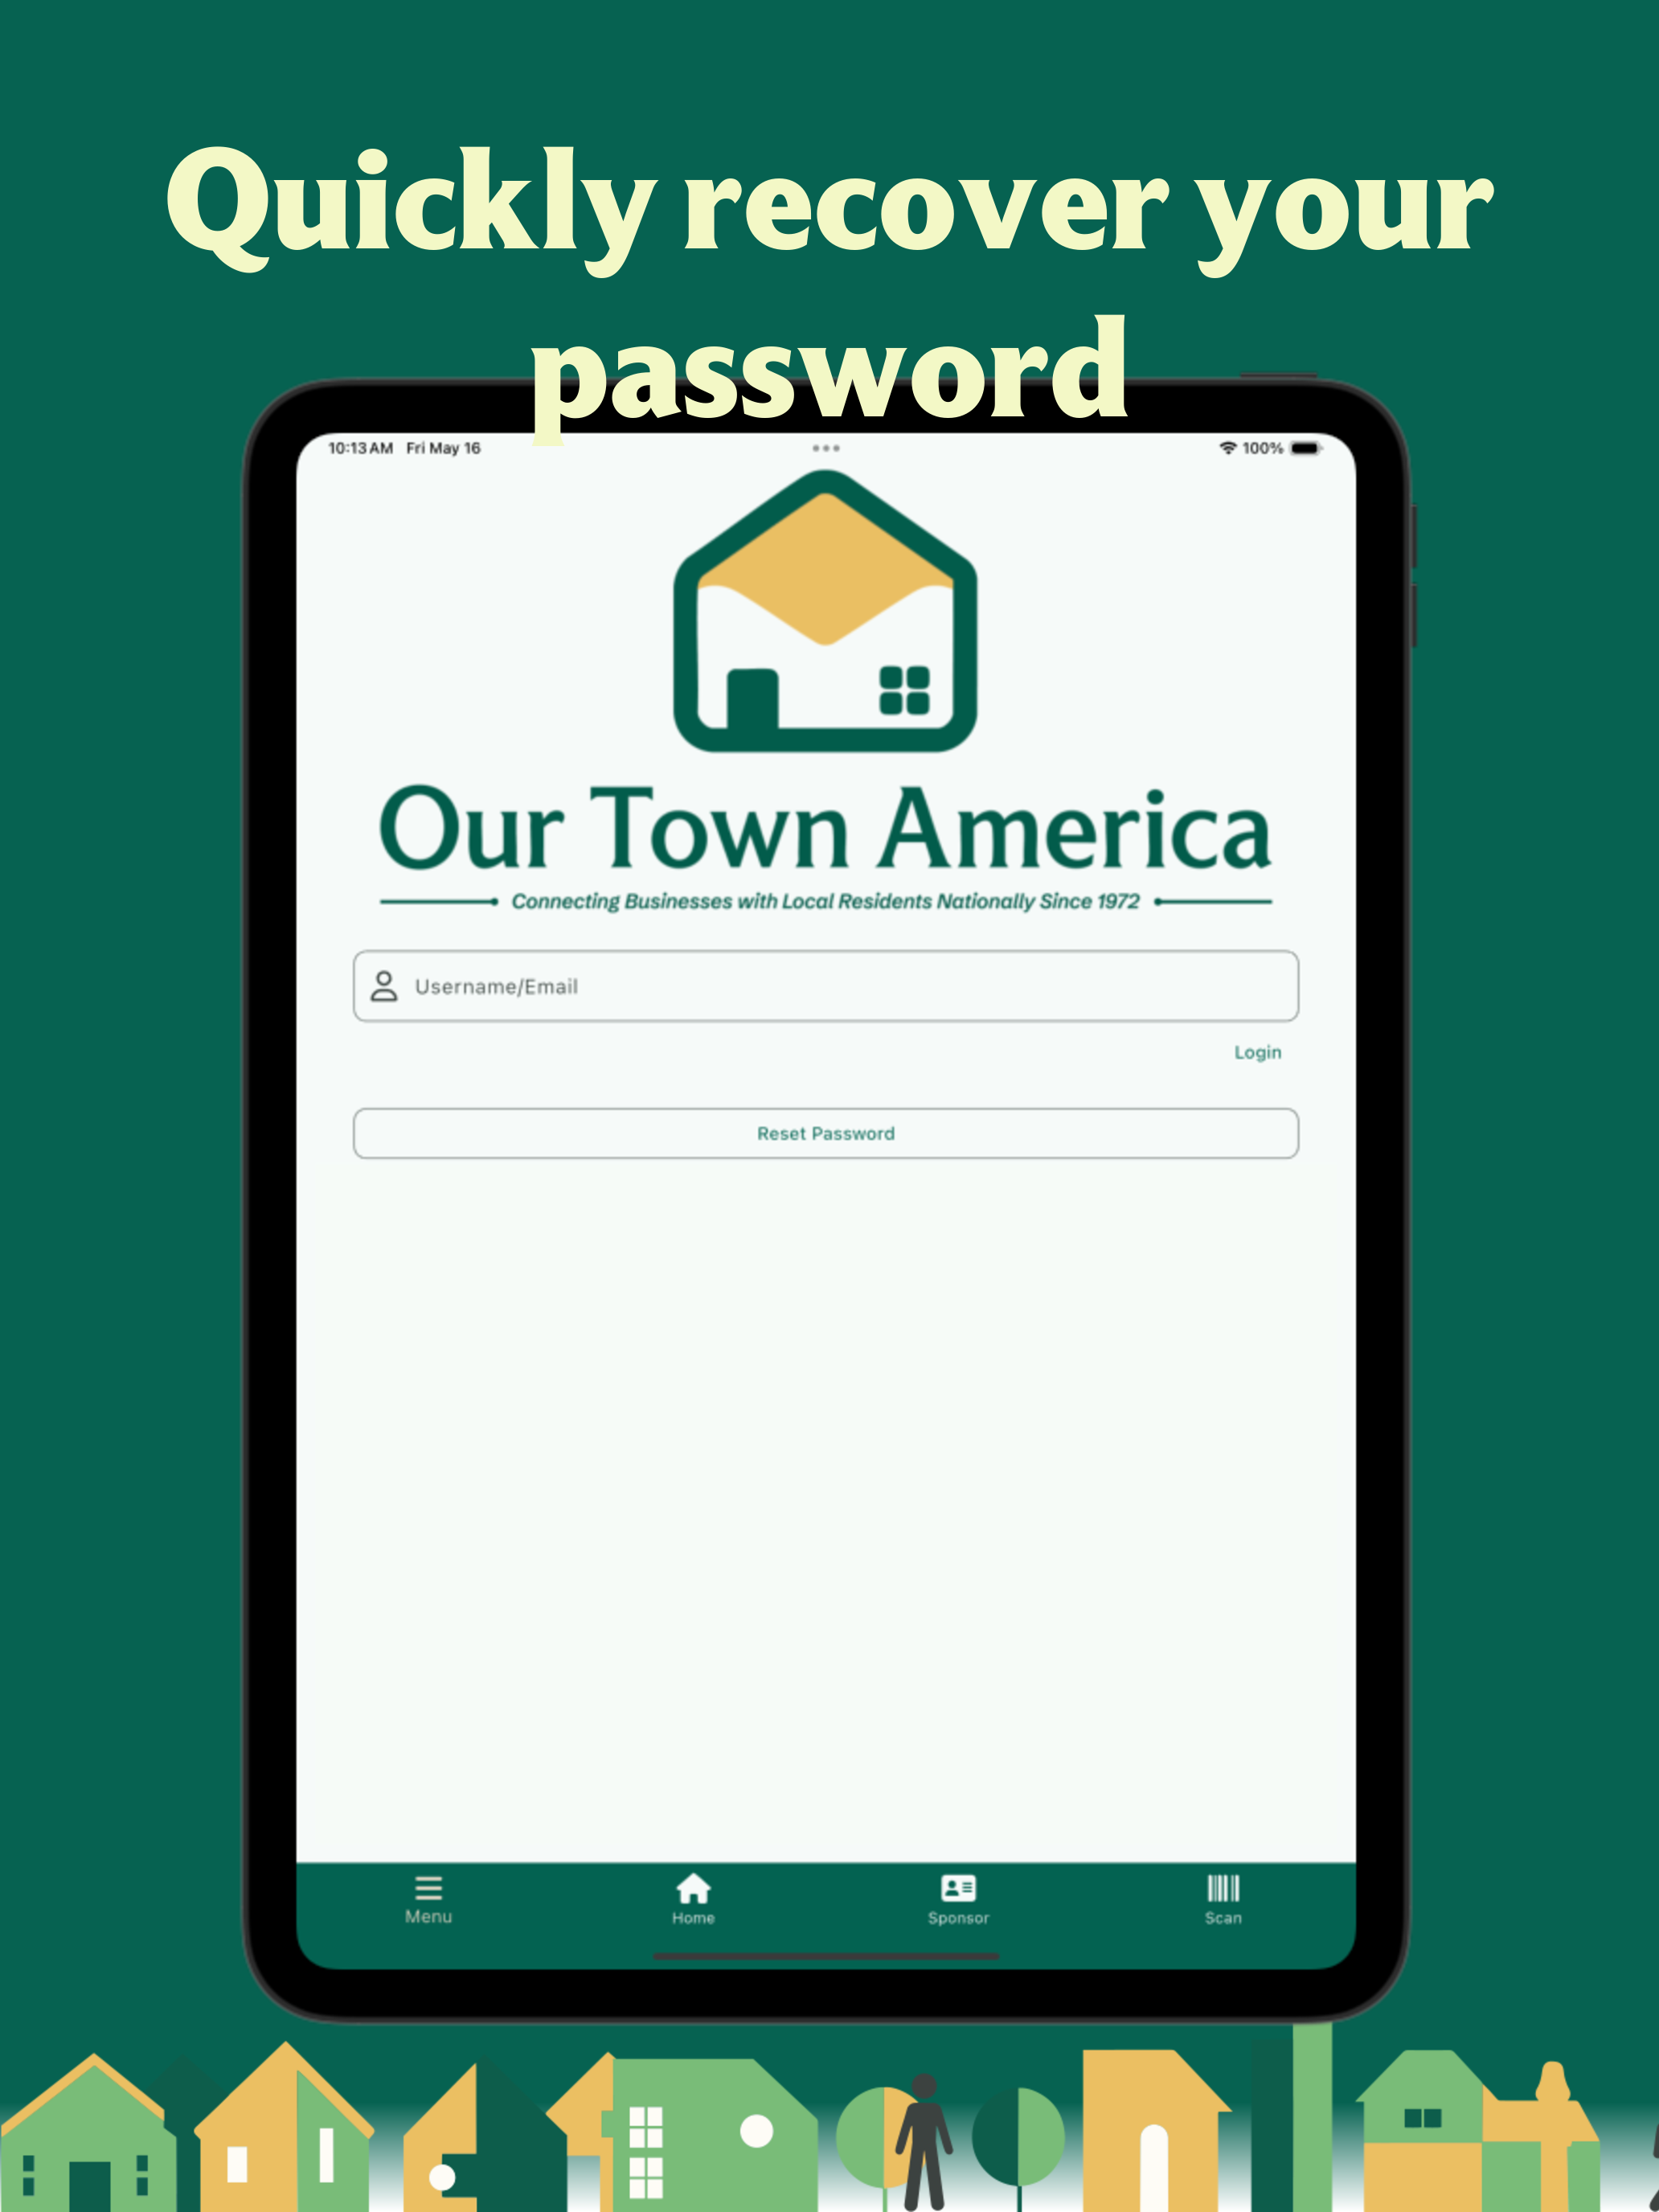 Quickly recover your
password
10:13 AM Fri May 16
100%
Our Town America
Connecting Businesses with Local Residents Nationally Since 1972
Username/Email
Login
Reset Password
Menu Home Sponsor Scan